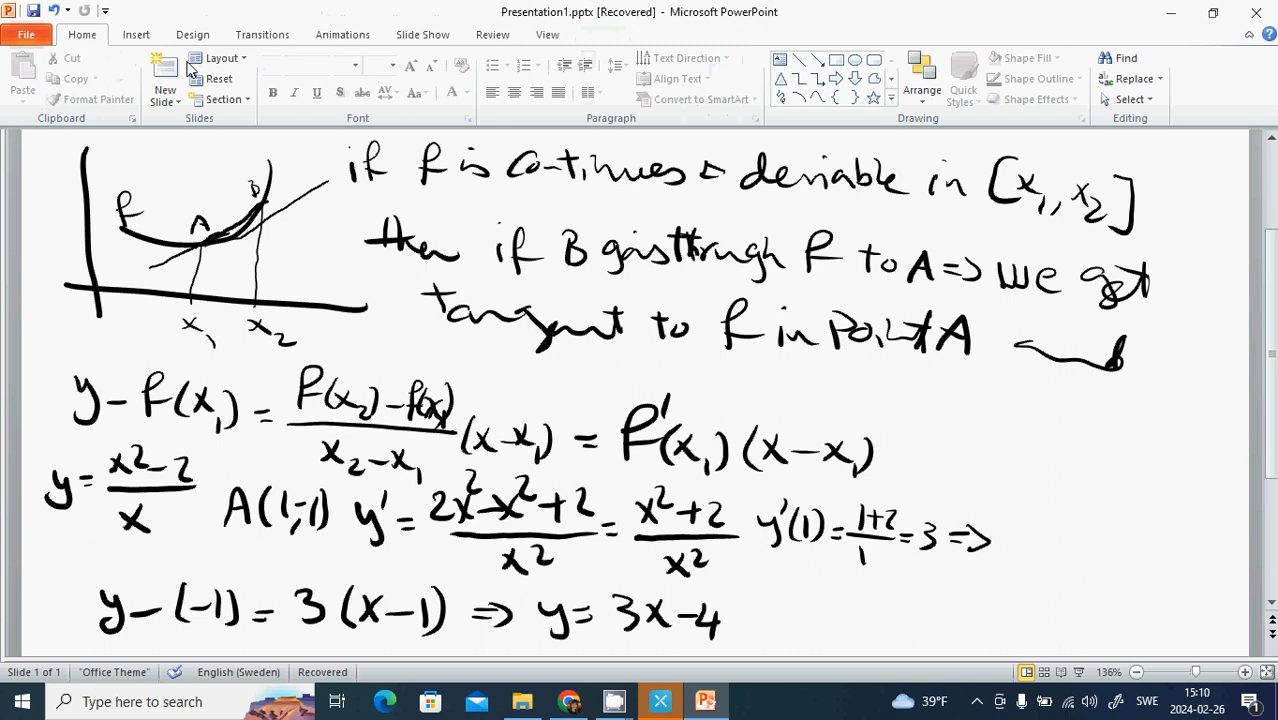 Presentation1.pptx [Recovered] - Microsoft PowerPoint
File Home Insert Design Transitions Animations Slide Show Review View
Paste Cut Copy Format Painter
Clipboard
New Slide Layout Reset Section
Slides
B I U S abc AV Aa A
Font
Text Direction Align Text Convert to SmartArt
Paragraph
Arrange Quick Styles Shape Fill Shape Outline Shape Effects
Drawing
Find Replace Select
Editing
f A B
x₁ x₂
if f is continues & deriable in [x₁, x₂]
then if B goes through f to A => we get
tangent to f in point A and
y - f(x₁) = (f(x₂) - f(x₁))/(x₂ - x₁) (x - x₁) = f'(x₁)(x - x₁)
y = (x² - 2)/x A(1,-1) y' = (2x² - x² + 2)/x² = (x² + 2)/x² y'(1) = (1+2)/1 = 3 =>
y - (-1) = 3(x - 1) => y = 3x - 4
Slide 1 of 1 "Office Theme" English (Sweden) Recovered 136%
Type here to search 39°F SWE 15:10 2024-02-26 1